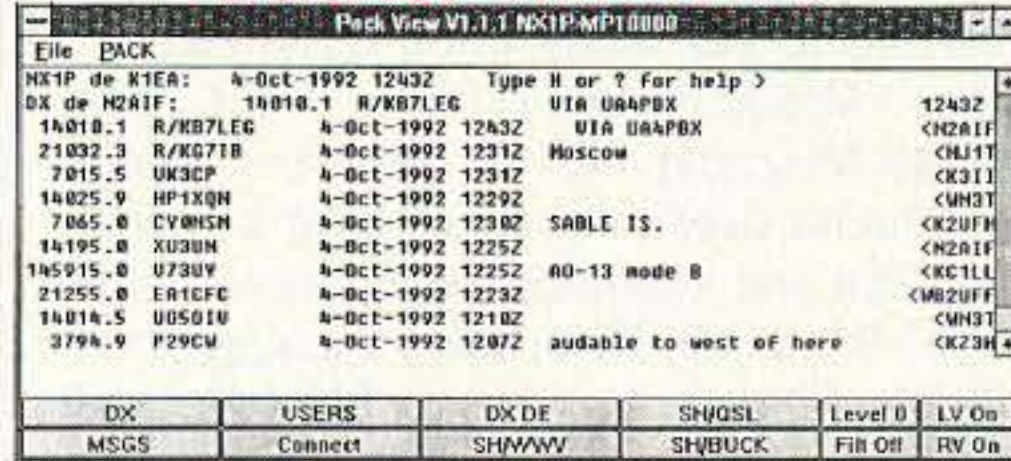 Pack View V1.1.1 NX1P-MP10000
File PACK
NX1P de K1EA: 4-Oct-1992 1243Z Type H or ? for help >
DX de N2AIF: 14010.1 R/KB7LEG VIA UA4PBX 1243Z
14010.1 R/KB7LEG 4-Oct-1992 1243Z VIA UA4PBX <N2AIF
21032.3 R/KG7IB 4-Oct-1992 1231Z Moscow <NJ1T
7015.5 UK3CP 4-Oct-1992 1231Z <K3II
14025.9 HP1XQN 4-Oct-1992 1229Z <WN3T
7065.0 CY0NSM 4-Oct-1992 1230Z SABLE IS. <K2UFM
14195.0 XU3UN 4-Oct-1992 1225Z <N2AIF
145915.0 V73UY 4-Oct-1992 1225Z AO-13 mode B <KC1LL
21255.0 EA1CFC 4-Oct-1992 1223Z <WB2UFF
14014.5 UO5OIV 4-Oct-1992 1210Z <WN3T
3794.9 P29CW 4-Oct-1992 1207Z audable to west of here <KZ3H
DX USERS DX DE SH/QSL Level 0 LV On
MSGS Connect SH/WWV SH/BUCK Filt Off RV On